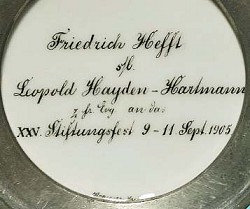 Friedrich Hefft
s/l.
Leopold Hayden-Hartmann
z. fr. Erg. an das
XXV. Stiftungsfest 9-11 Sept. 1905